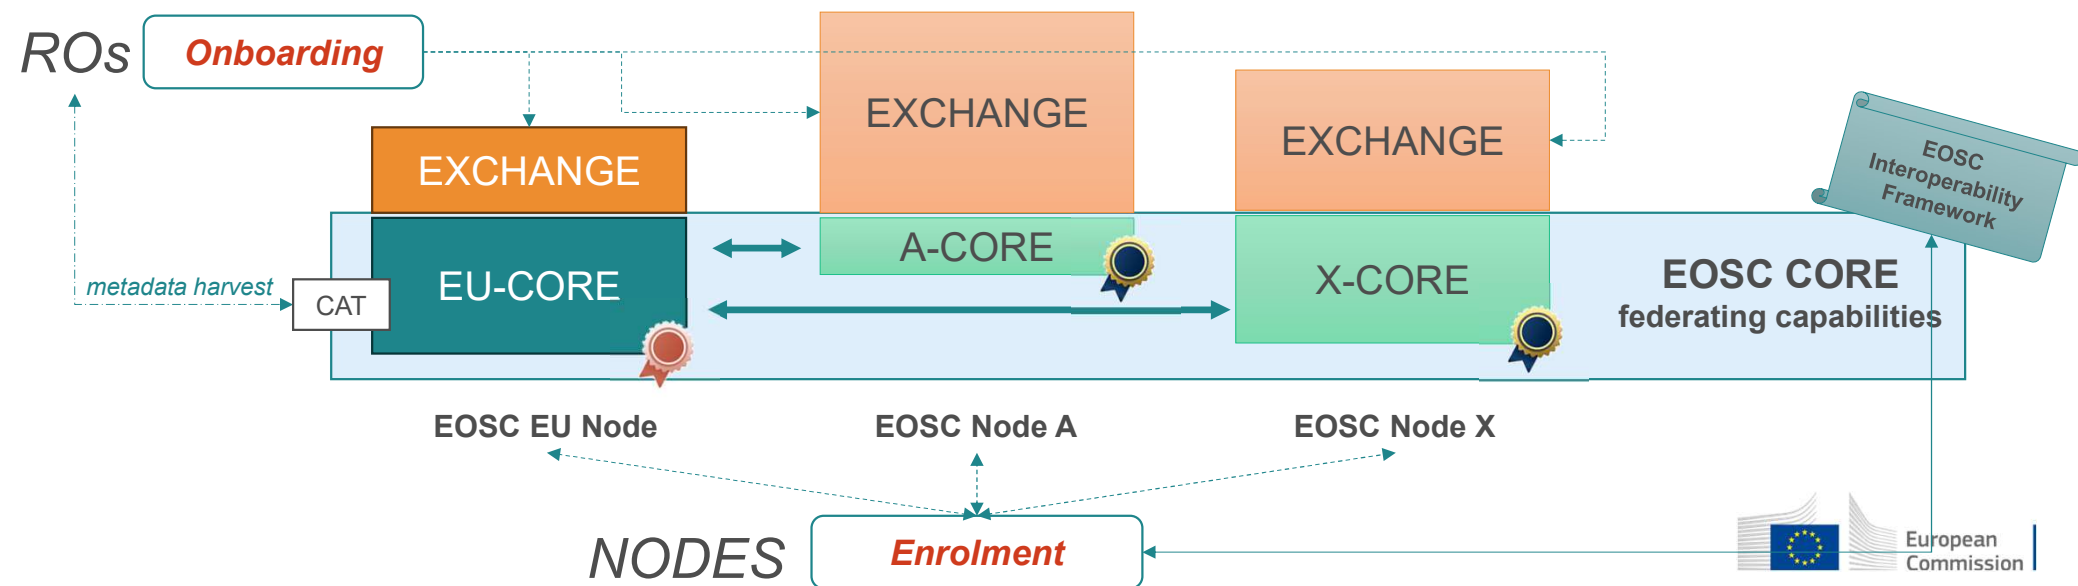 ROs
Onboarding
EXCHANGE
EXCHANGE
EXCHANGE
EOSC
Interoperability
Framework
EU-CORE
A-CORE
X-CORE
EOSC CORE
federating capabilities
metadata harvest
CAT
EOSC EU Node
EOSC Node A
EOSC Node X
NODES
Enrolment
European
Commission